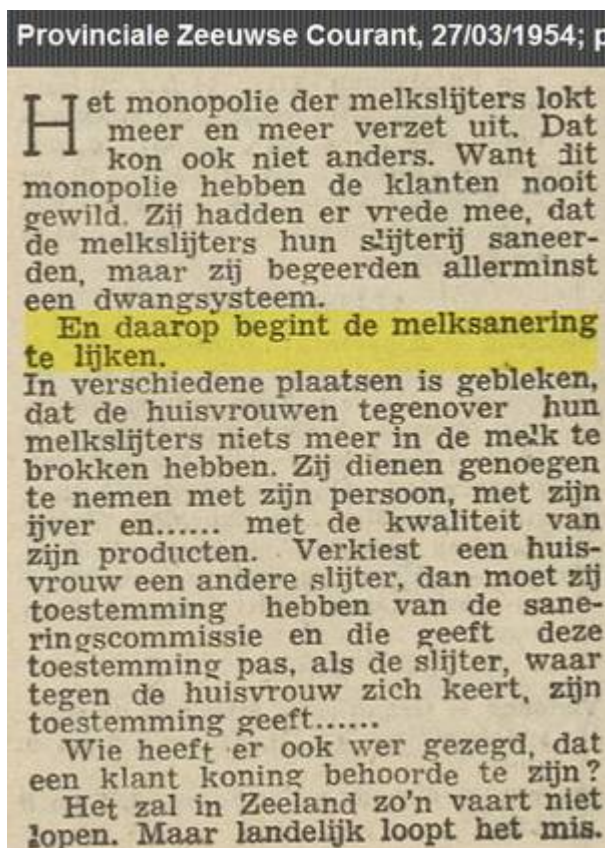 Provinciale Zeeuwse Courant, 27/03/1954; p
Het monopolie der melkslijters lokt
meer en meer verzet uit. Dat
kon ook niet anders. Want dit
monopolie hebben de klanten nooit
gewild. Zij hadden er vrede mee, dat
de melkslijters hun slijterij saneer-
den, maar zij begeerden allerminst
een dwangsysteem.
En daarop begint de melksanering
te lijken.
In verschiedene plaatsen is gebleken,
dat de huisvrouwen tegenover hun
melkslijters niets meer in de melk te
brokken hebben. Zij dienen genoegen
te nemen met zijn persoon, met zijn
ijver en...... met de kwaliteit van
zijn producten. Verkiest een huis-
vrouw een andere slijter, dan moet zij
toestemming hebben van de sane-
ringscommissie en die geeft deze
toestemming pas, als de slijter, waar
tegen de huisvrouw zich keert, zijn
toestemming geeft......
Wie heeft er ook wer gezegd, dat
een klant koning behoorde te zijn?
Het zal in Zeeland zo'n vaart niet
lopen. Maar landelijk loopt het mis.